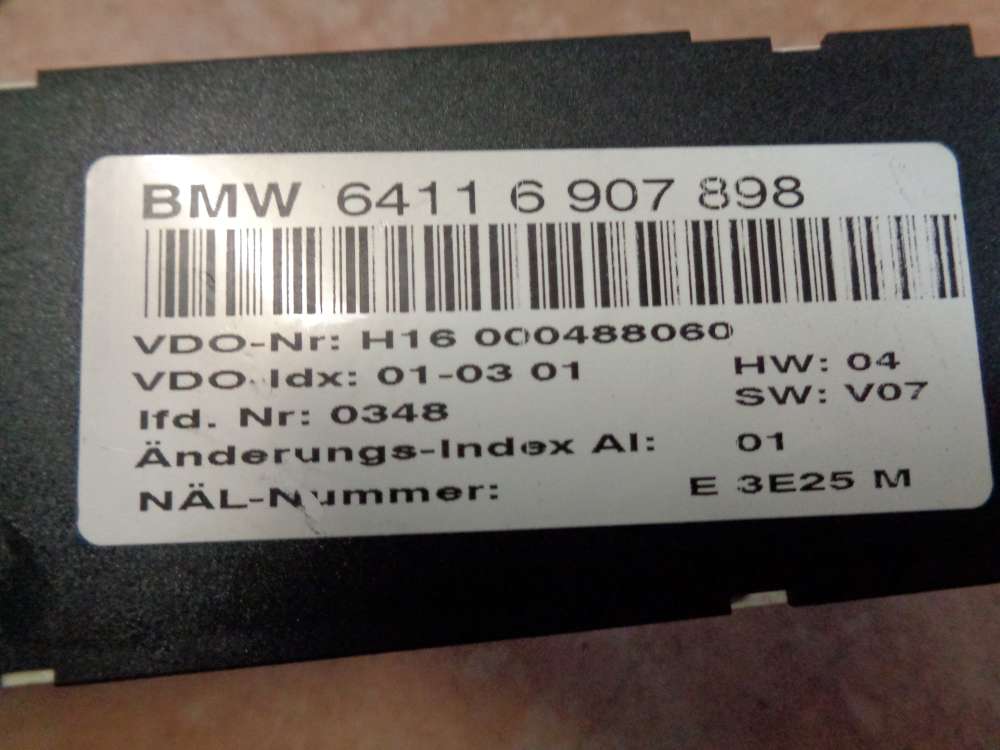 BMW 6411 6 907 898
VDO-Nr: H16 000488060
VDO-Idx: 01-03 01 HW: 04
lfd. Nr: 0348 SW: V07
Änderungs-Index AI: 01
NÄL-Nummer: E 3E25 M